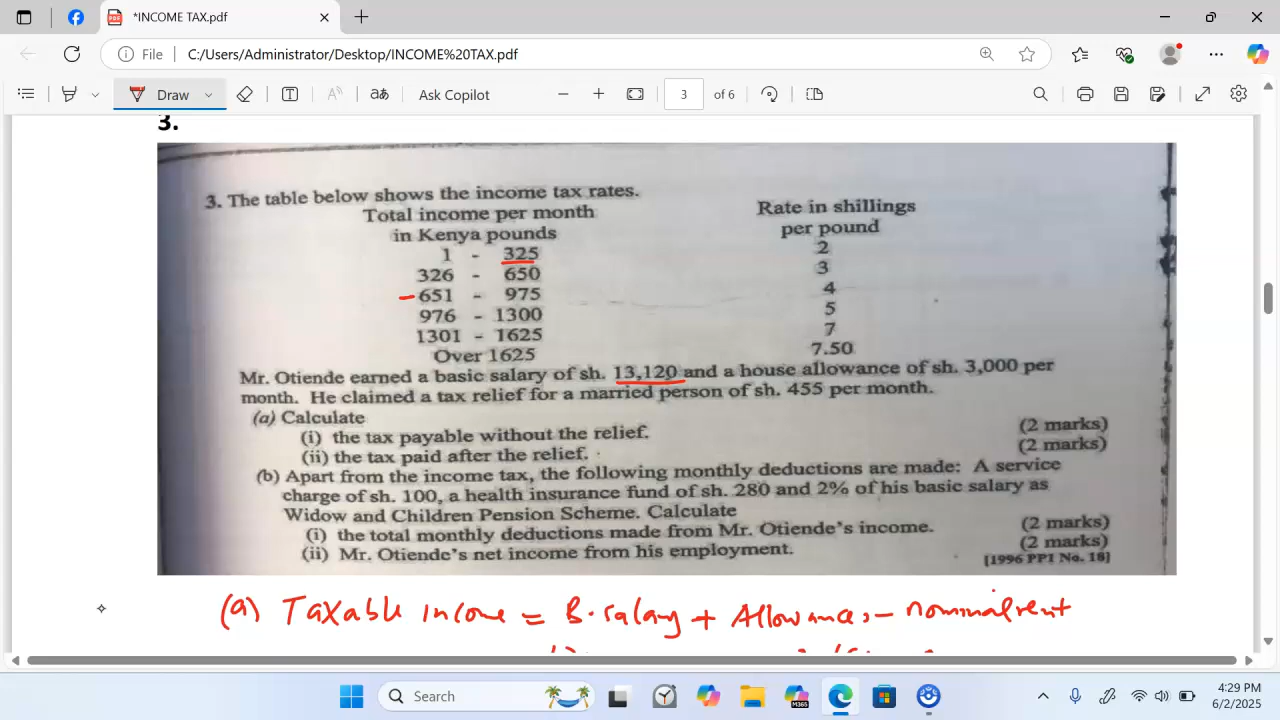 *INCOME TAX.pdf
File C:/Users/Administrator/Desktop/INCOME%20TAX.pdf
Draw Ask Copilot 3 of 6
3.
3. The table below shows the income tax rates.
Total income per month Rate in shillings
in Kenya pounds per pound
1 - 325 2
326 - 650 3
651 - 975 4
976 - 1300 5
1301 - 1625 7
Over 1625 7.50
Mr. Otiende earned a basic salary of sh. 13,120 and a house allowance of sh. 3,000 per
month. He claimed a tax relief for a married person of sh. 455 per month.
(a) Calculate
(i) the tax payable without the relief. (2 marks)
(ii) the tax paid after the relief. (2 marks)
(b) Apart from the income tax, the following monthly deductions are made: A service
charge of sh. 100, a health insurance fund of sh. 280 and 2% of his basic salary as
Widow and Children Pension Scheme. Calculate
(i) the total monthly deductions made from Mr. Otiende's income. (2 marks)
(ii) Mr. Otiende's net income from his employment. (2 marks)
[1996 PP1 No. 18]
(a) Taxable income = B.salary + Allowances - nominal rent
Search
4:29 PM
6/2/2025